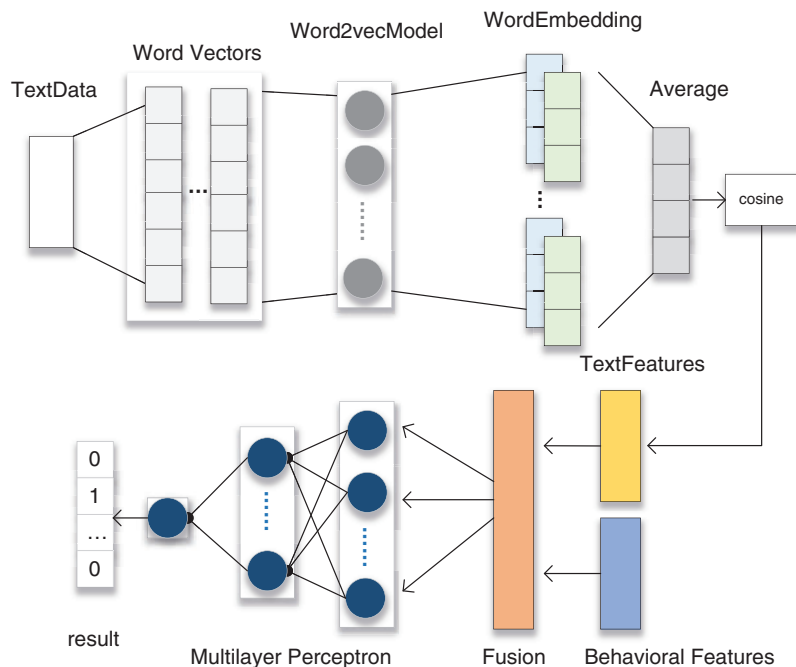 TextData
Word Vectors
Word2vecModel
WordEmbedding
Average
...
...
cosine
TextFeatures
0
1
...
0
result
Multilayer Perceptron
Fusion
Behavioral Features